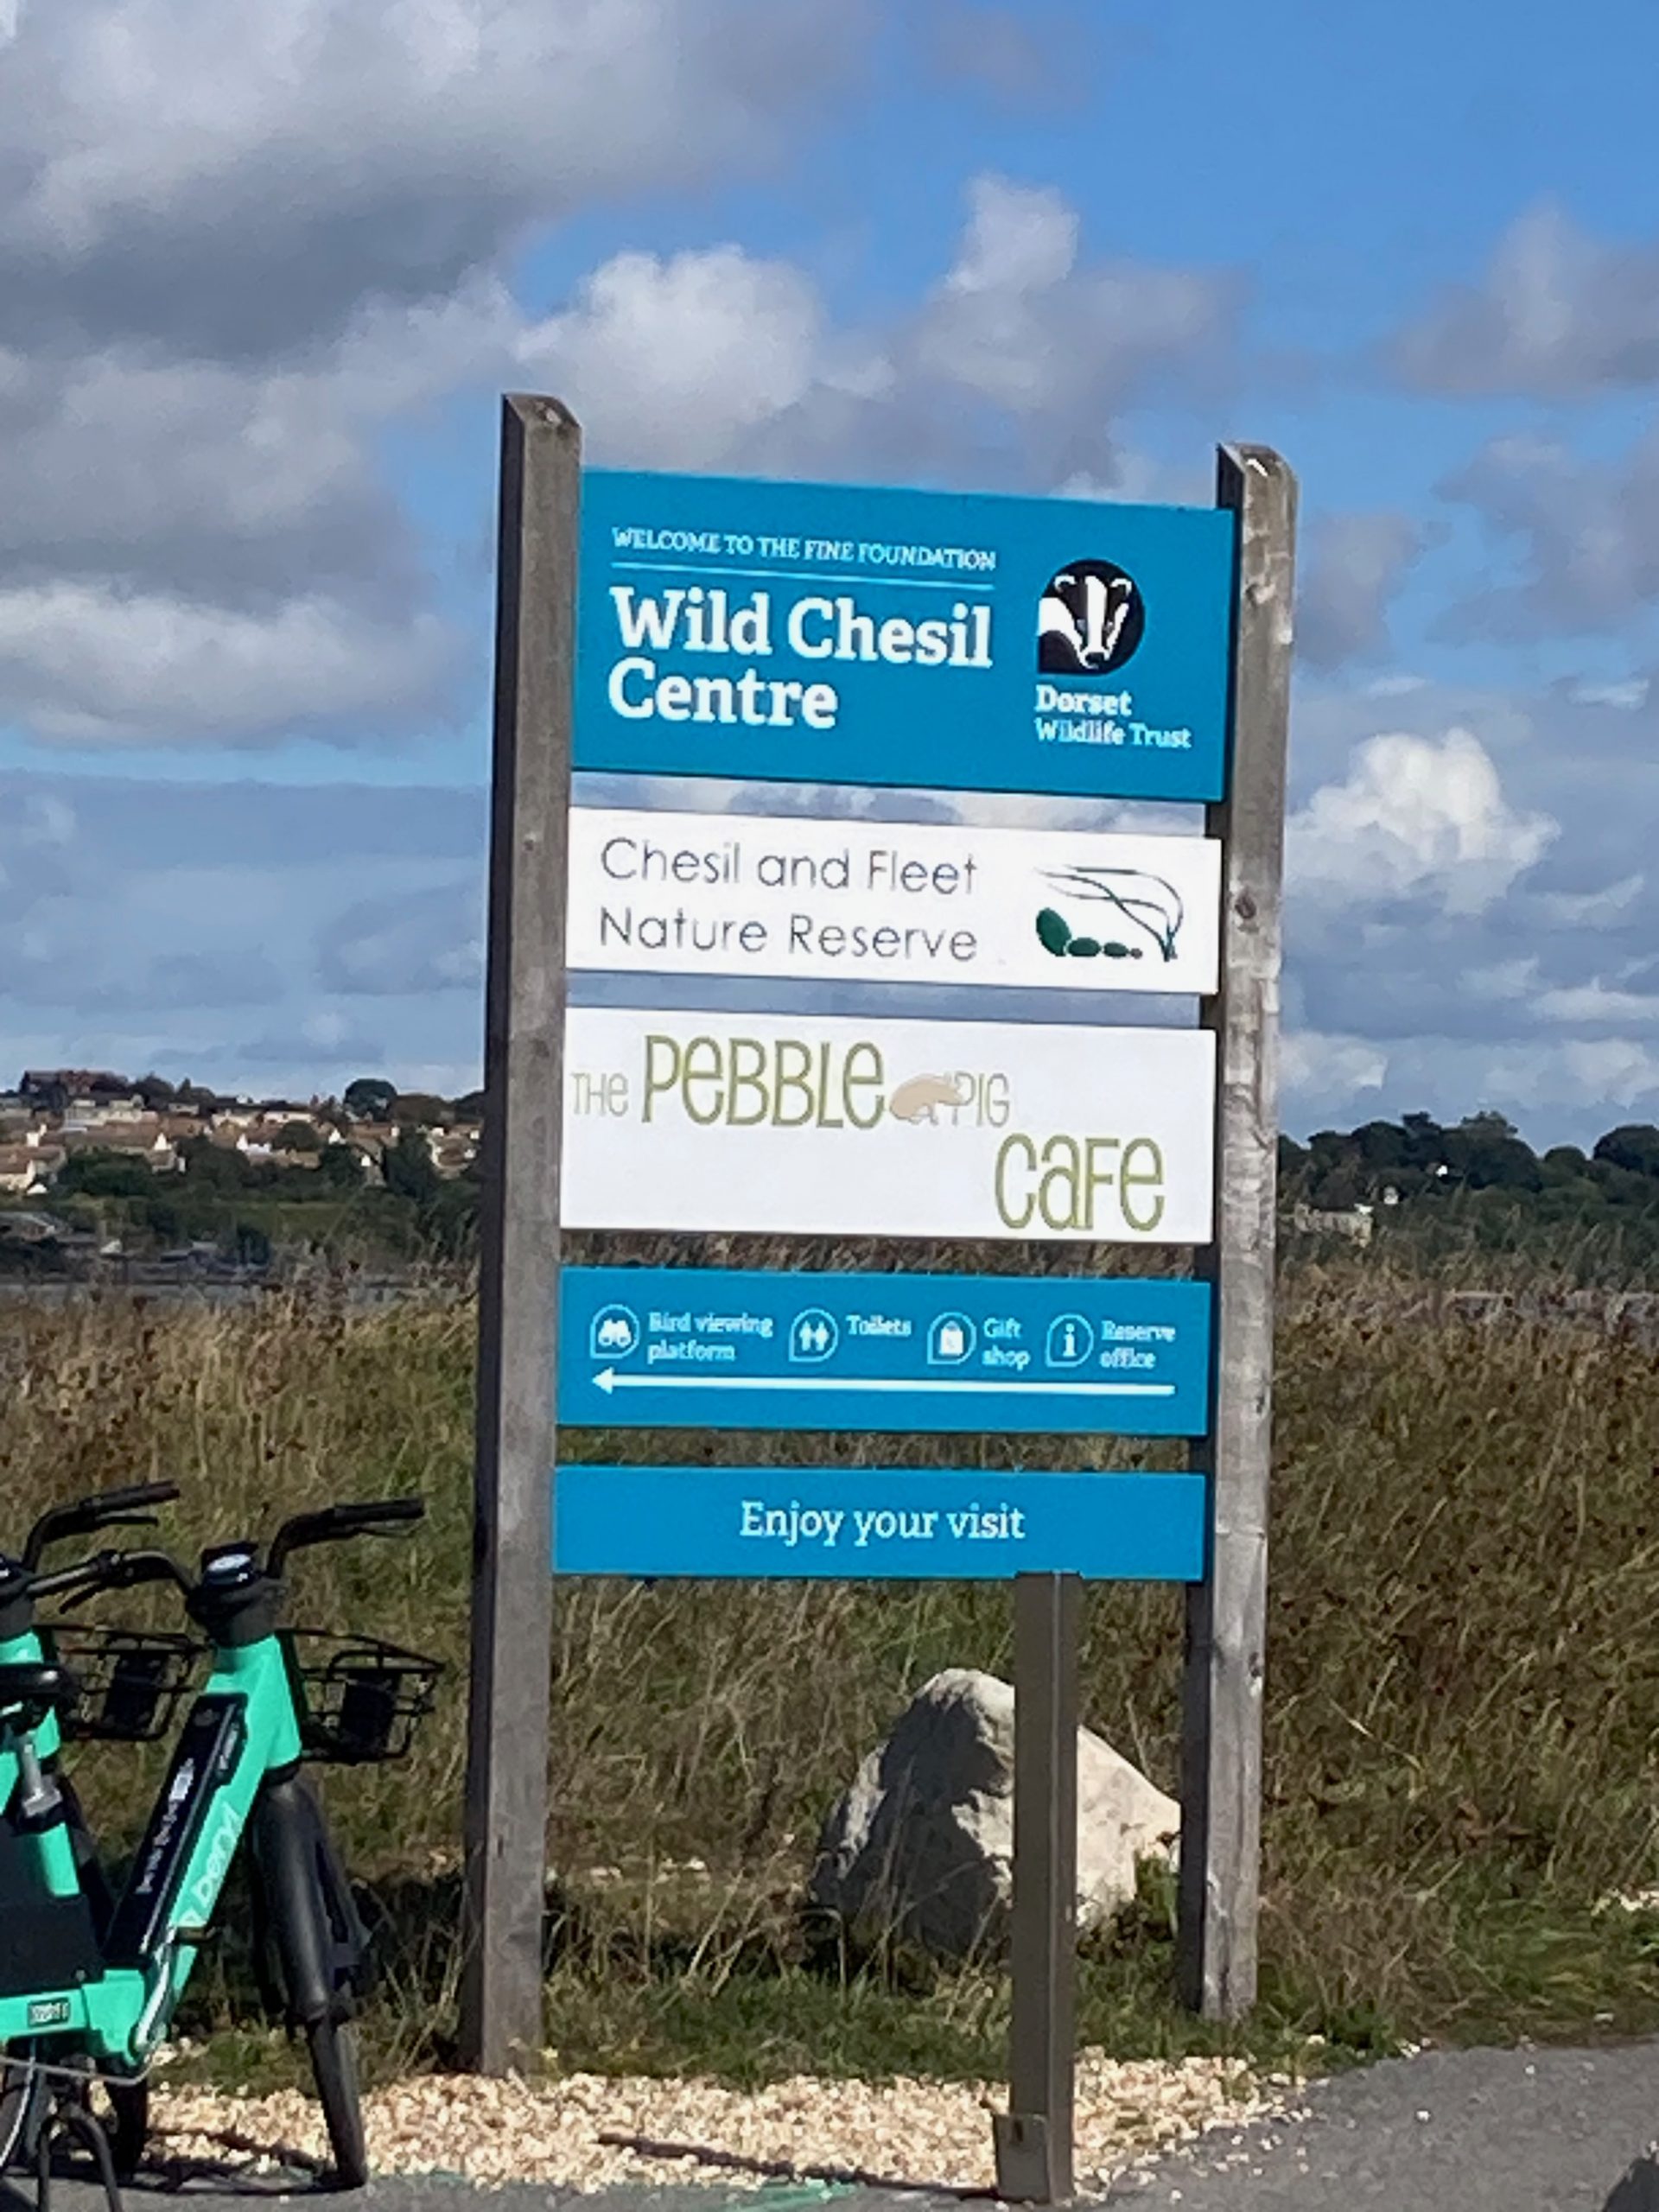 WELCOME TO THE FINE FOUNDATION
Wild Chesil
Centre
Dorset
Wildlife Trust
Chesil and Fleet
Nature Reserve
THE PeBBLe PIG
CaFe
Bird viewing
platform
Toilets
Gift
shop
Reserve
office
Enjoy your visit
beryl